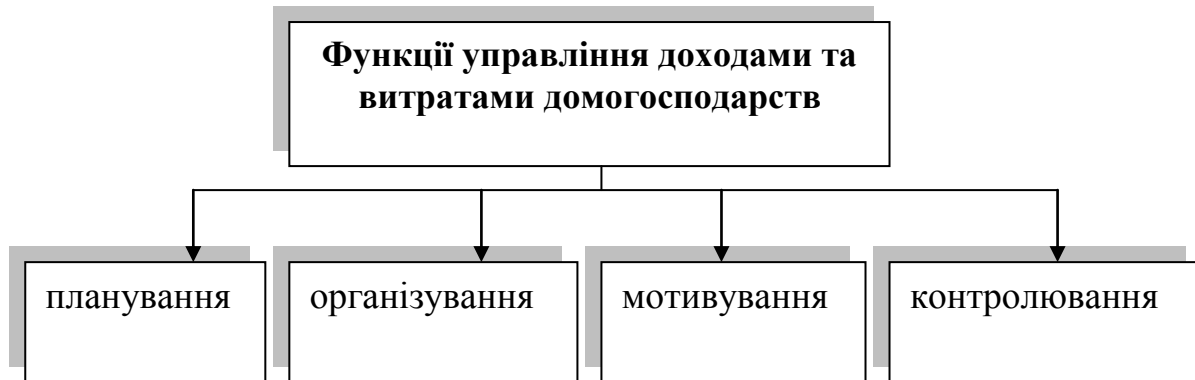 Функції управління доходами та
витратами домогосподарств
планування
організування
мотивування
контролювання